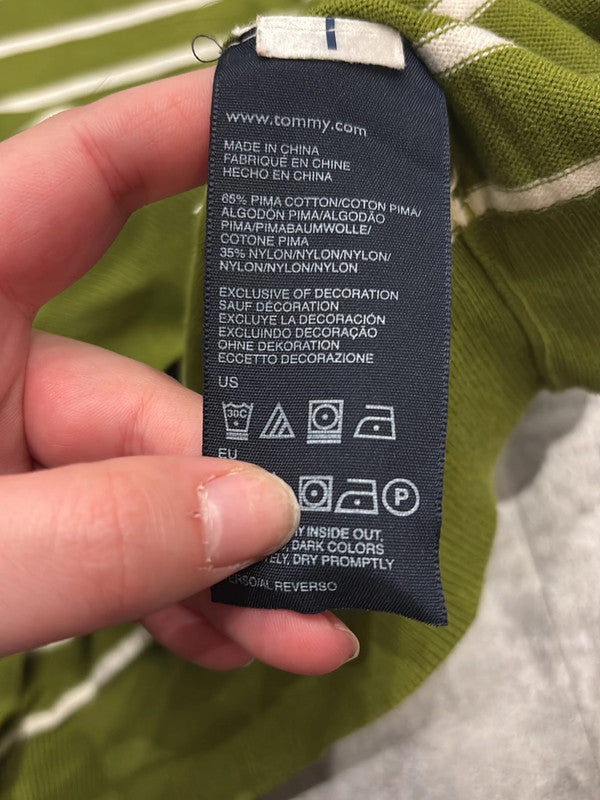 www.tommy.com
MADE IN CHINA
FABRIQUÉ EN CHINE
HECHO EN CHINA
65% PIMA COTTON/COTON PIMA/
ALGODÓN PIMA/ALGODÃO
PIMA/PIMABAUMWOLLE/
COTONE PIMA
35% NYLON/NYLON/NYLON/
NYLON/NYLON/NYLON
EXCLUSIVE OF DECORATION
SAUF DÉCORATION
EXCLUYE LA DECORACIÓN
EXCLUINDO DECORAÇÃO
OHNE DEKORATION
ECCETTO DECORAZIONE
US
30C
EU
P
INSIDE OUT,
DARK COLORS
DRY PROMPTLY
REVERSO